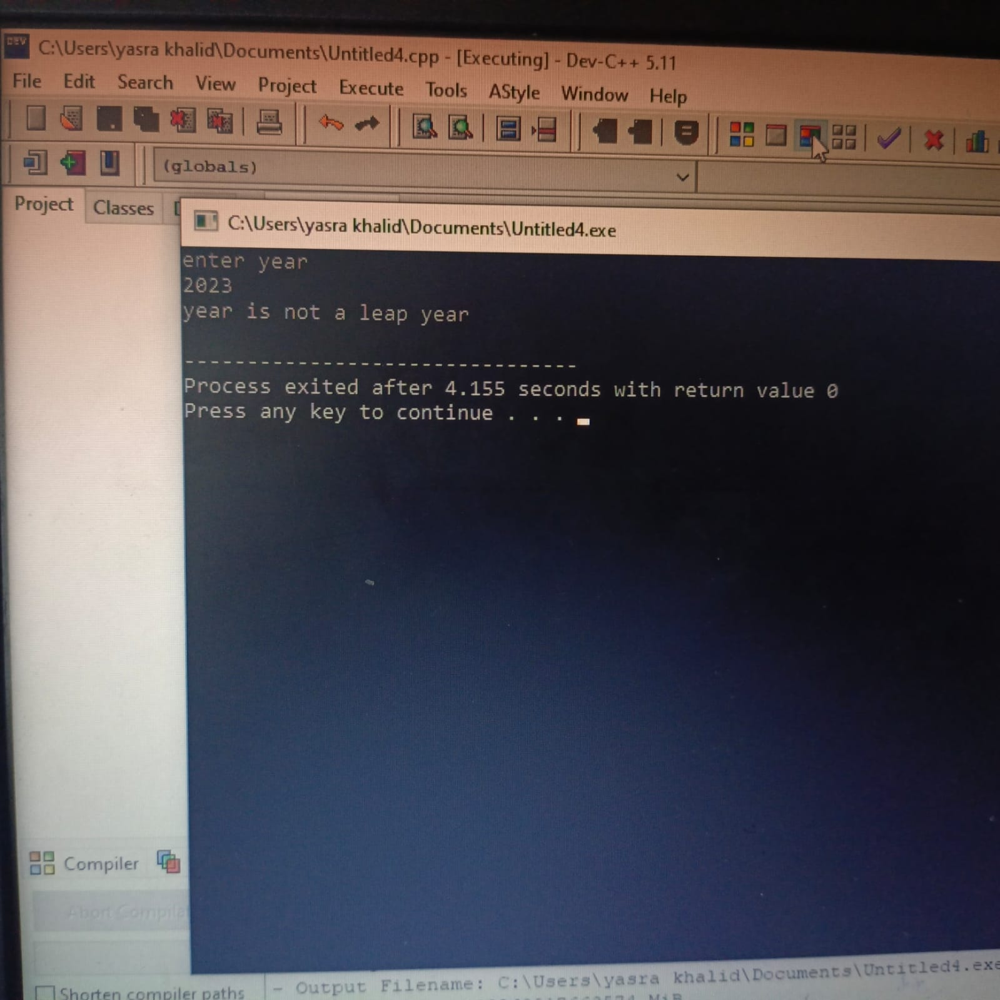 C:\Users\yasra khalid\Documents\Untitled4.cpp - [Executing] - Dev-C++ 5.11
File Edit Search View Project Execute Tools AStyle Window Help
(globals)
Project Classes
C:\Users\yasra khalid\Documents\Untitled4.exe
enter year
2023
year is not a leap year
--------------------------------
Process exited after 4.155 seconds with return value 0
Press any key to continue . . .
Compiler
Abort Compila
Shorten compiler paths
- Output Filename: C:\Users\yasra khalid\Documents\Untitled4.exe